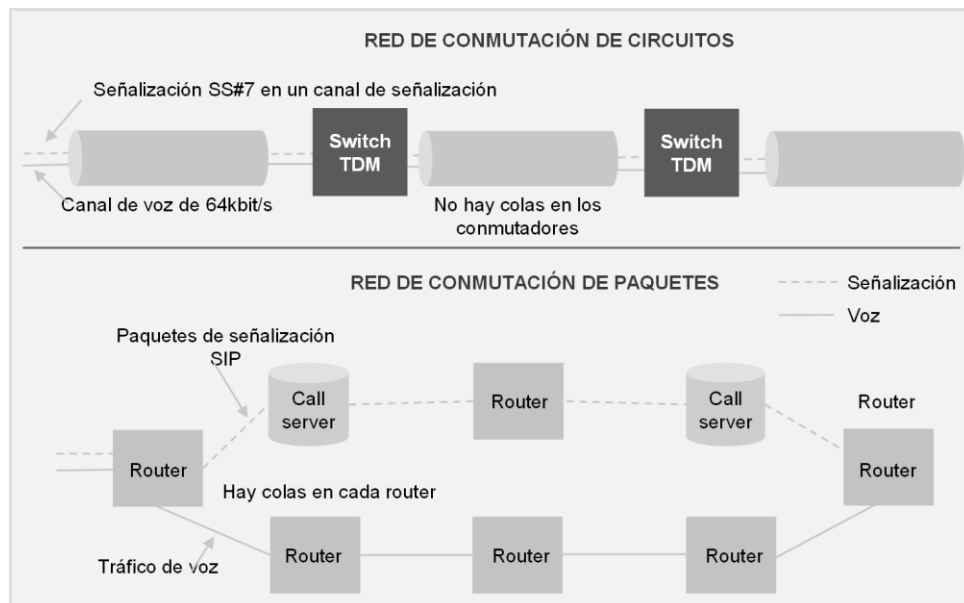 RED DE CONMUTACIÓN DE CIRCUITOS
Señalización SS#7 en un canal de señalización
Switch
TDM
Switch
TDM
Canal de voz de 64kbit/s
No hay colas en los
conmutadores
RED DE CONMUTACIÓN DE PAQUETES
Señalización
Voz
Paquetes de señalización
SIP
Call
server
Router
Call
server
Router
Router
Router
Hay colas en cada router
Tráfico de voz
Router
Router
Router